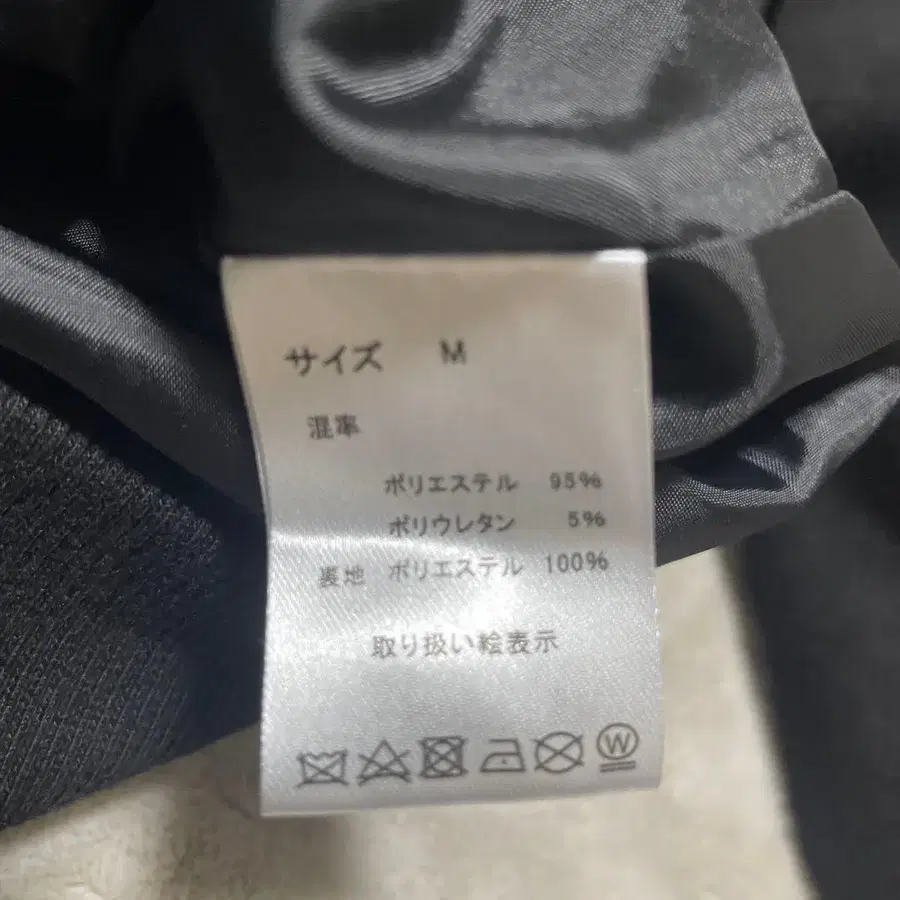 サイズ M
混率
ポリエステル 95%
ポリウレタン 5%
裏地 ポリエステル 100%
取り扱い絵表示
W